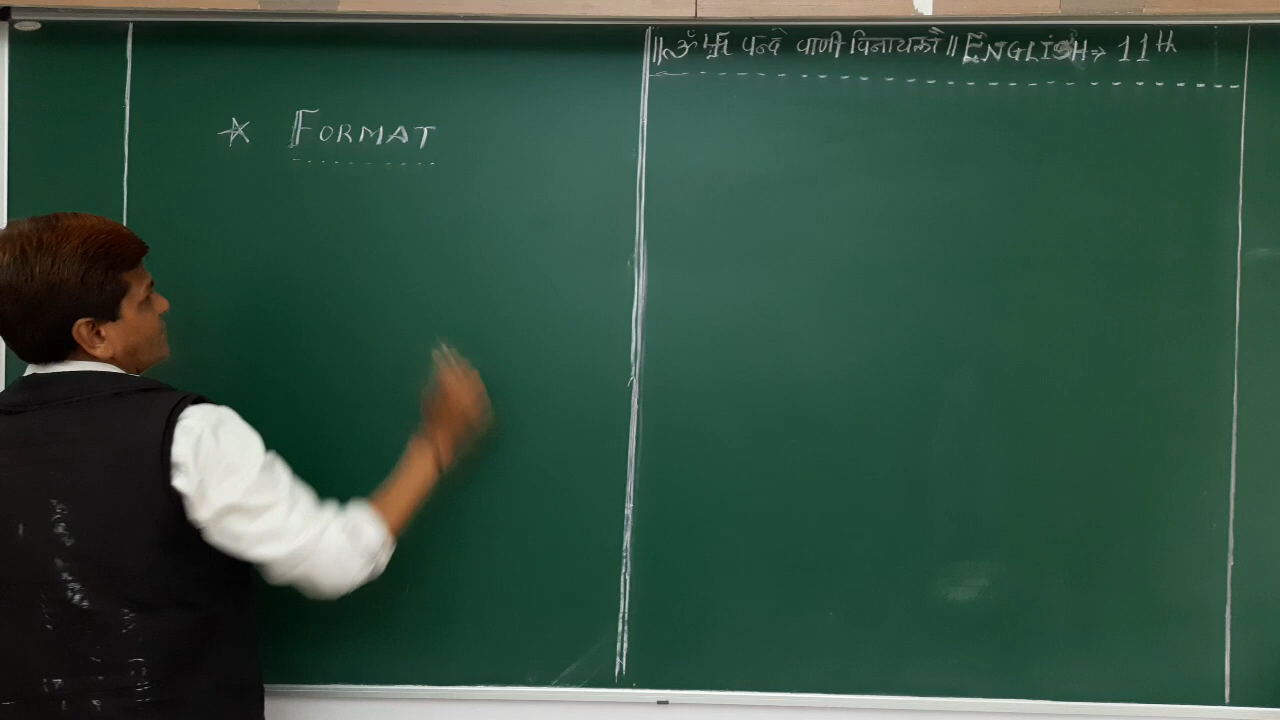 ☆ FORMAT
||ॐ 卐 वन्दे वाणी विनायकौ|| ENGLISH → 11th